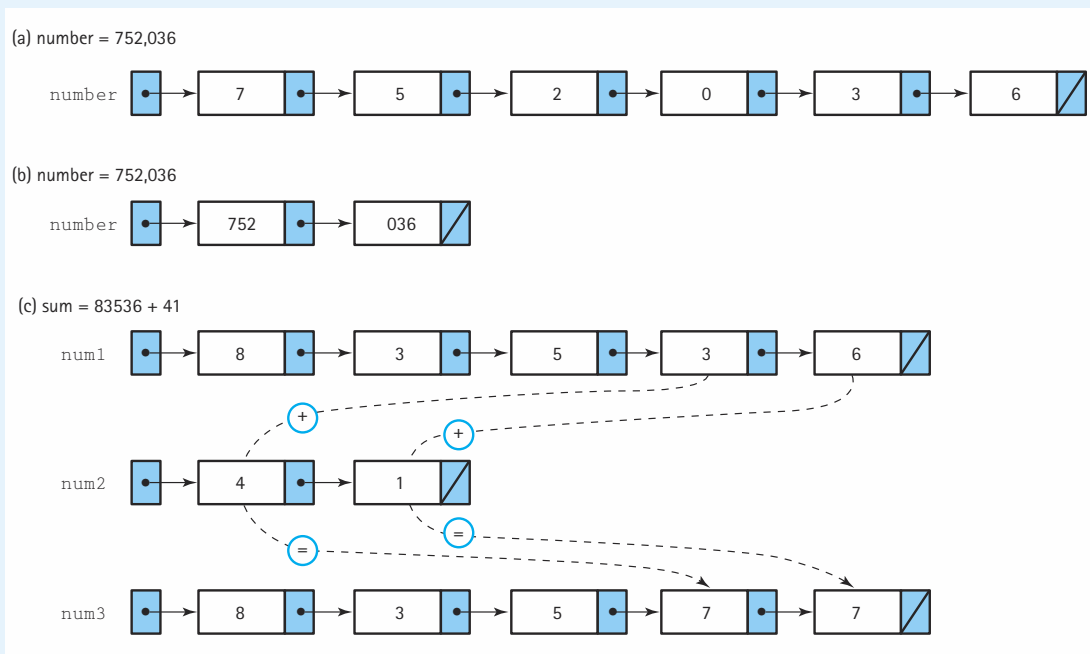 (a) number = 752,036
number 7 5 2 0 3 6
(b) number = 752,036
number 752 036
(c) sum = 83536 + 41
num1 8 3 5 3 6
+ +
num2 4 1
= =
num3 8 3 5 7 7